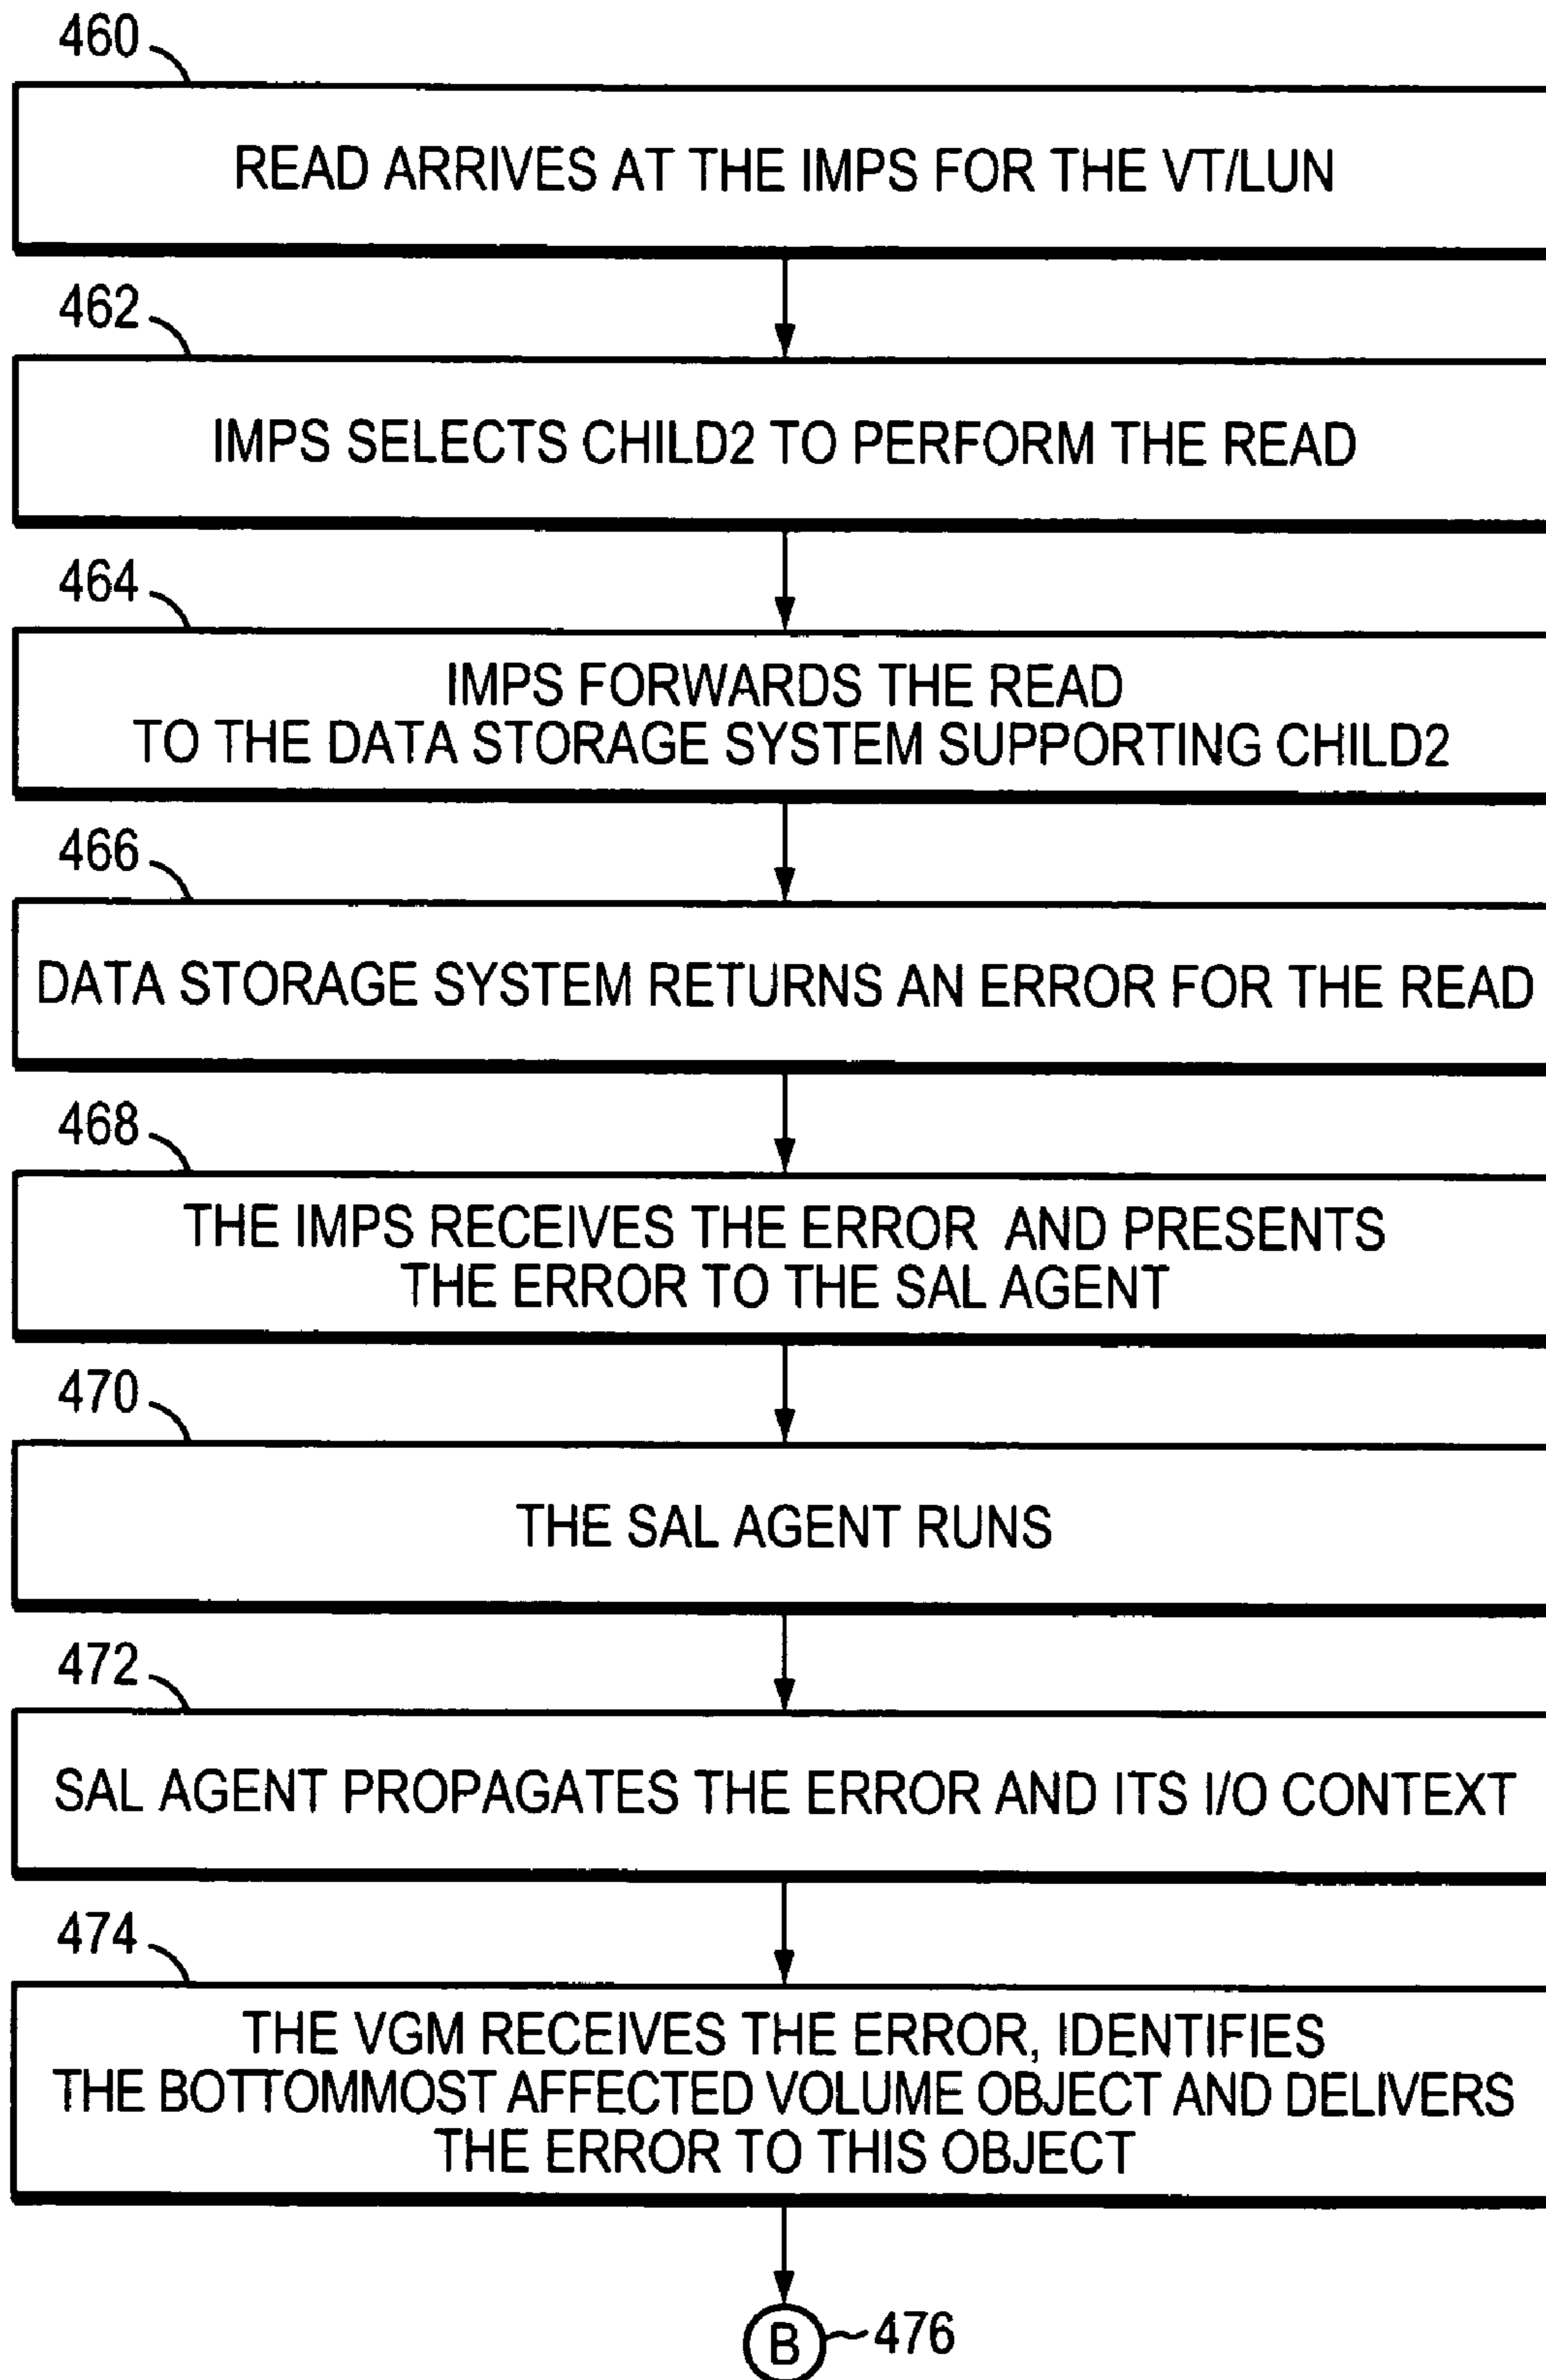 460
READ ARRIVES AT THE IMPS FOR THE VT/LUN
462
IMPS SELECTS CHILD2 TO PERFORM THE READ
464
IMPS FORWARDS THE READ
TO THE DATA STORAGE SYSTEM SUPPORTING CHILD2
466
DATA STORAGE SYSTEM RETURNS AN ERROR FOR THE READ
468
THE IMPS RECEIVES THE ERROR AND PRESENTS
THE ERROR TO THE SAL AGENT
470
THE SAL AGENT RUNS
472
SAL AGENT PROPAGATES THE ERROR AND ITS I/O CONTEXT
474
THE VGM RECEIVES THE ERROR, IDENTIFIES
THE BOTTOMMOST AFFECTED VOLUME OBJECT AND DELIVERS
THE ERROR TO THIS OBJECT
B 476